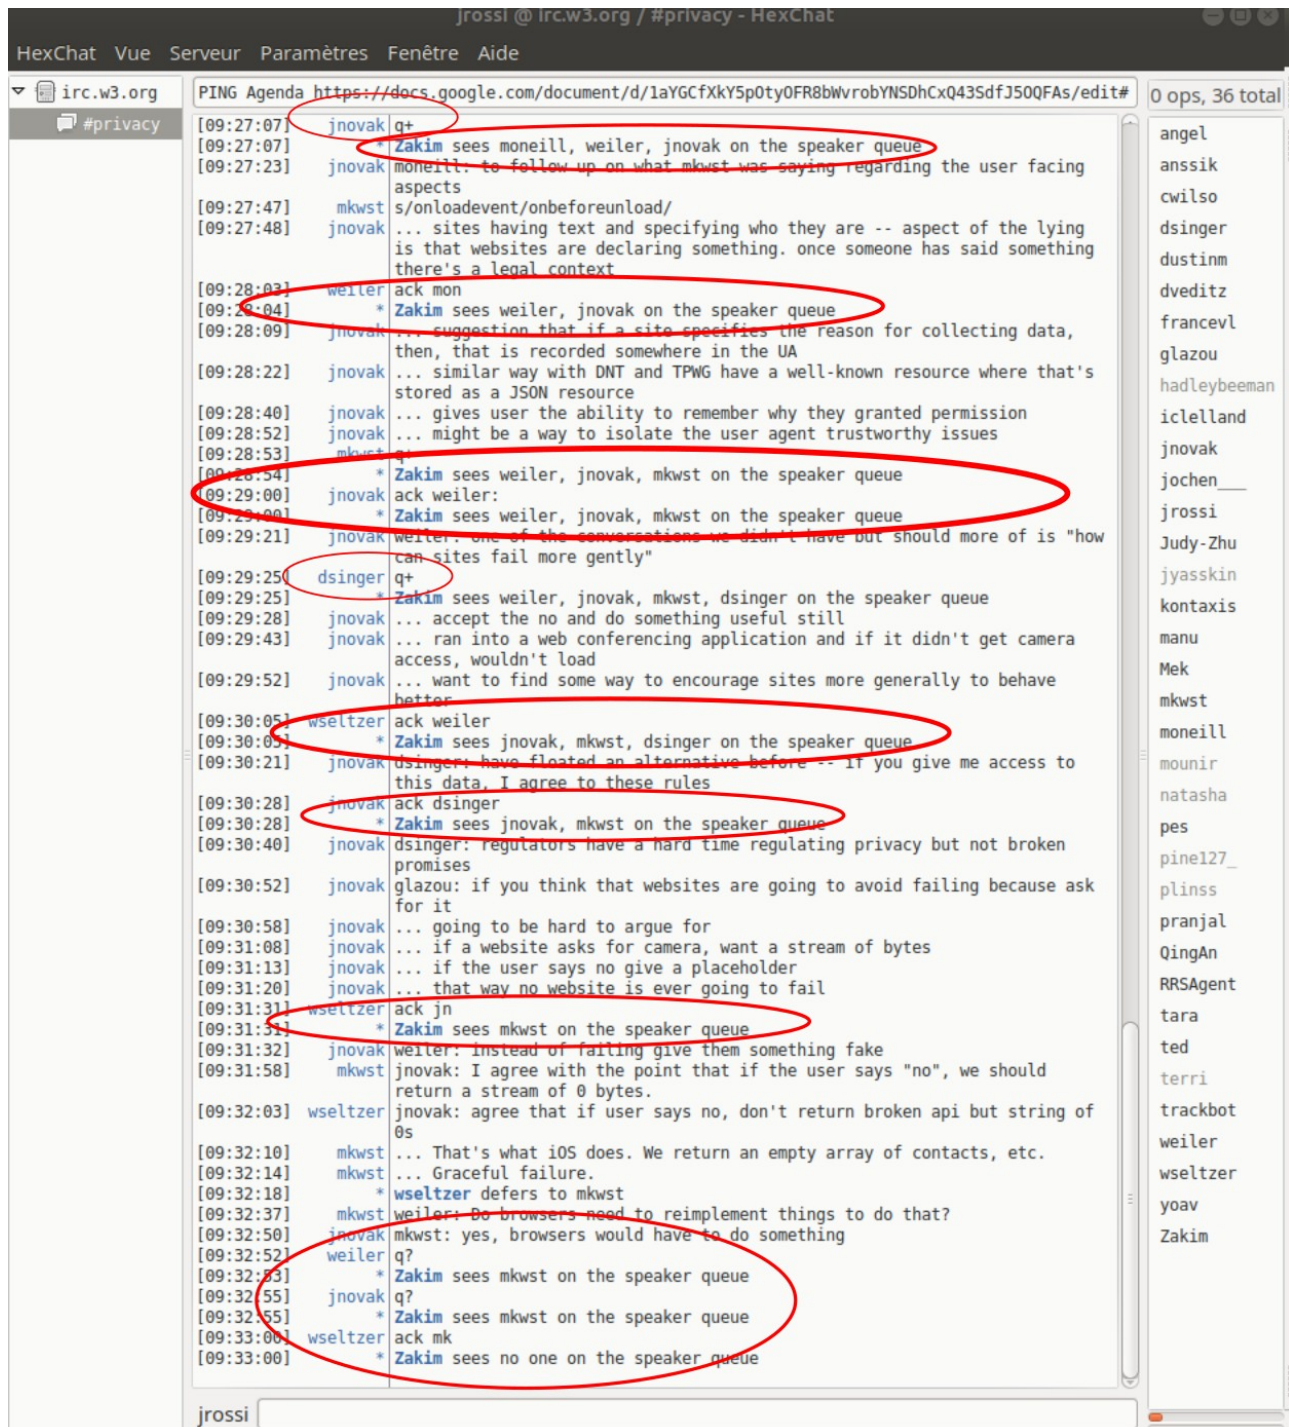 jrossi @ irc.w3.org / #privacy - HexChat
HexChat Vue Serveur Paramètres Fenêtre Aide
irc.w3.org
#privacy
PING Agenda https://docs.google.com/document/d/1aYGCfXkY5pOtyOFR8bWvrobYNSDhCxQ43SdfJ5OQFAs/edit#
0 ops, 36 total
[09:27:07] jnovak q+
[09:27:07] * Zakim sees moneill, weiler, jnovak on the speaker queue
[09:27:23] jnovak moneill: to follow up on what mkwst was saying regarding the user facing
aspects
[09:27:47] mkwst s/onloadevent/onbeforeunload/
[09:27:48] jnovak ... sites having text and specifying who they are -- aspect of the lying
is that websites are declaring something. once someone has said something
there's a legal context
[09:28:03] weiler ack mon
[09:28:04] * Zakim sees weiler, jnovak on the speaker queue
[09:28:09] jnovak ... suggestion that if a site specifies the reason for collecting data,
then, that is recorded somewhere in the UA
[09:28:22] jnovak ... similar way with DNT and TPWG have a well-known resource where that's
stored as a JSON resource
[09:28:40] jnovak ... gives user the ability to remember why they granted permission
[09:28:52] jnovak ... might be a way to isolate the user agent trustworthy issues
[09:28:53] mkwst q+
[09:28:54] * Zakim sees weiler, jnovak, mkwst on the speaker queue
[09:29:00] jnovak ack weiler:
[09:29:00] * Zakim sees weiler, jnovak, mkwst on the speaker queue
[09:29:21] jnovak weiler: one of the conversations we didn't have but should more of is "how
can sites fail more gently"
[09:29:25] dsinger q+
[09:29:25] * Zakim sees weiler, jnovak, mkwst, dsinger on the speaker queue
[09:29:28] jnovak ... accept the no and do something useful still
[09:29:43] jnovak ... ran into a web conferencing application and if it didn't get camera
access, wouldn't load
[09:29:52] jnovak ... want to find some way to encourage sites more generally to behave
better
[09:30:05] wseltzer ack weiler
[09:30:05] * Zakim sees jnovak, mkwst, dsinger on the speaker queue
[09:30:21] jnovak dsinger: have floated an alternative before -- if you give me access to
this data, I agree to these rules
[09:30:28] jnovak ack dsinger
[09:30:28] * Zakim sees jnovak, mkwst on the speaker queue
[09:30:40] jnovak dsinger: regulators have a hard time regulating privacy but not broken
promises
[09:30:52] jnovak glazou: if you think that websites are going to avoid failing because ask
for it
[09:30:58] jnovak ... going to be hard to argue for
[09:31:08] jnovak ... if a website asks for camera, want a stream of bytes
[09:31:13] jnovak ... if the user says no give a placeholder
[09:31:20] jnovak ... that way no website is ever going to fail
[09:31:31] wseltzer ack jn
[09:31:31] * Zakim sees mkwst on the speaker queue
[09:31:32] jnovak weiler: instead of failing give them something fake
[09:31:58] mkwst jnovak: I agree with the point that if the user says "no", we should
return a stream of 0 bytes.
[09:32:03] wseltzer jnovak: agree that if user says no, don't return broken api but string of
0s
[09:32:10] mkwst ... That's what iOS does. We return an empty array of contacts, etc.
[09:32:14] mkwst ... Graceful failure.
[09:32:18] * wseltzer defers to mkwst
[09:32:37] mkwst weiler: Do browsers need to reimplement things to do that?
[09:32:50] jnovak mkwst: yes, browsers would have to do something
[09:32:52] weiler q?
[09:32:53] * Zakim sees mkwst on the speaker queue
[09:32:55] jnovak q?
[09:32:55] * Zakim sees mkwst on the speaker queue
[09:33:00] wseltzer ack mk
[09:33:00] * Zakim sees no one on the speaker queue
jrossi
angel
anssik
cwilso
dsinger
dustinm
dveditz
francevl
glazou
hadleybeeman
iclelland
jnovak
jochen___
jrossi
Judy-Zhu
jyasskin
kontaxis
manu
Mek
mkwst
moneill
mounir
natasha
pes
pine127_
plinss
pranjal
QingAn
RRSAgent
tara
ted
terri
trackbot
weiler
wseltzer
yoav
Zakim